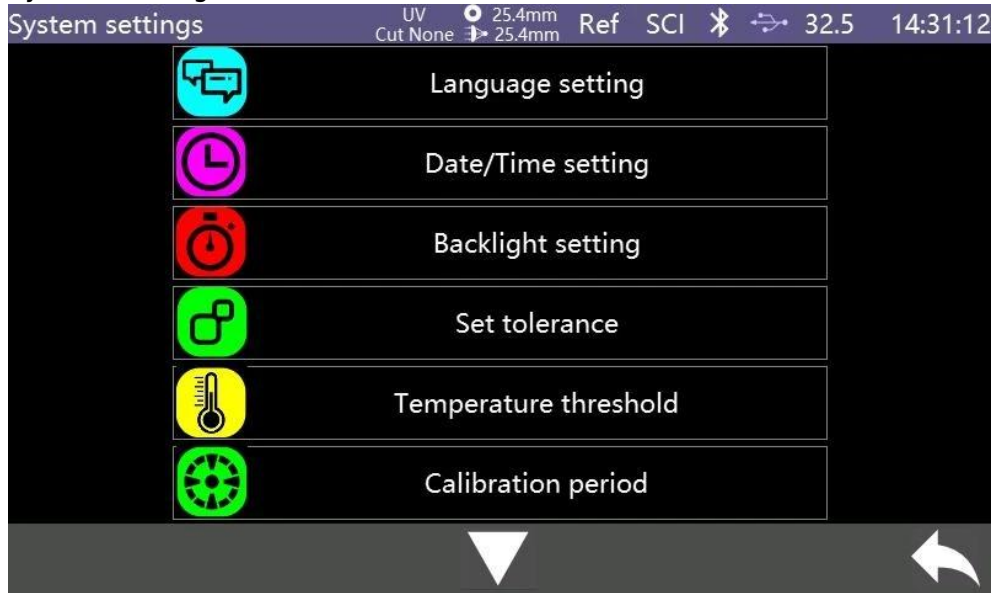 System settings
UV 25.4mm Ref SCI 32.5 14:31:12
Cut None 25.4mm
Language setting
Date/Time setting
Backlight setting
Set tolerance
Temperature threshold
Calibration period